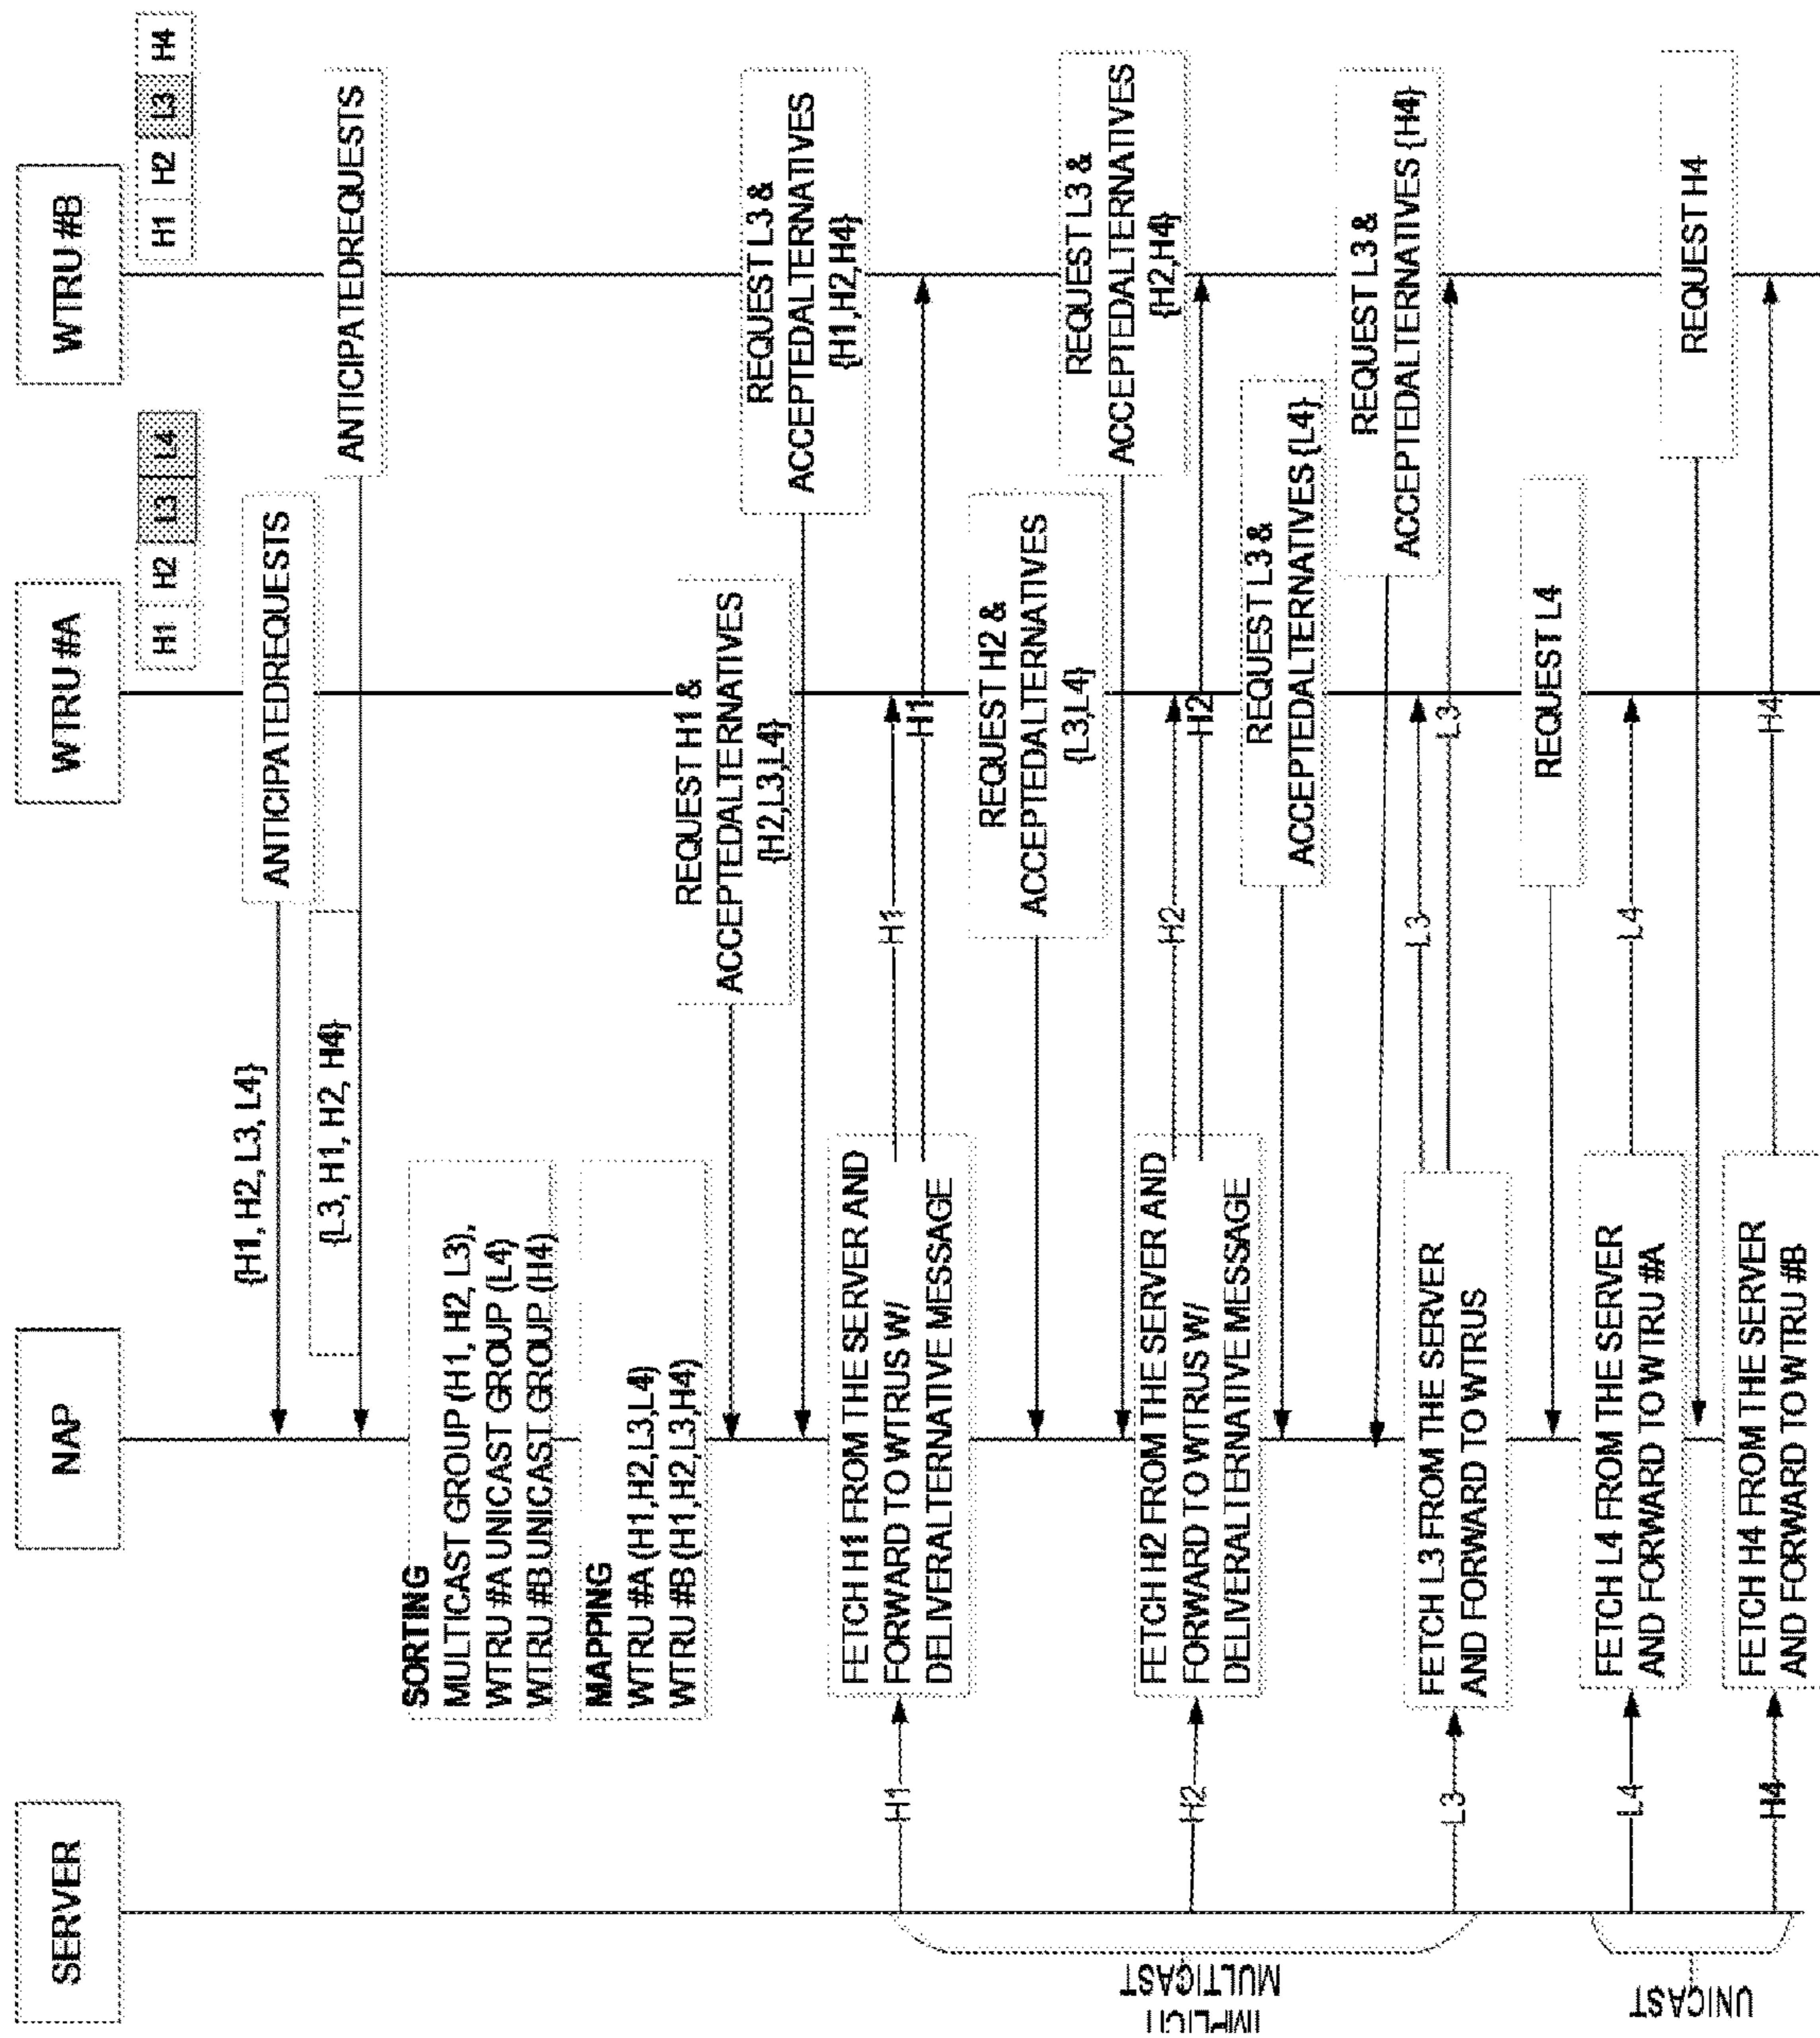 SERVER
NAP
WTRU #A
WTRU #B
H1 H2 L3 L4
H1 H2 L3 H4
ANTICIPATEDREQUESTS
{H1, H2, L3, L4}
ANTICIPATEDREQUESTS
{L3, H1, H2, H4}
SORTING
MULTICAST GROUP (H1, H2, L3),
WTRU #A UNICAST GROUP (L4)
WTRU #B UNICAST GROUP (H4)
MAPPING
WTRU #A (H1,H2,L3,L4)
WTRU #B (H1,H2,L3,H4)
REQUEST H1 &
ACCEPTEDALTERNATIVES
{H2,L3,L4}
REQUEST L3 &
ACCEPTEDALTERNATIVES
{H1,H2,H4}
H1
FETCH H1 FROM THE SERVER AND
FORWARD TO WTRUS W/
DELIVERALTERNATIVE MESSAGE
H1
H1
REQUEST H2 &
ACCEPTEDALTERNATIVES
{L3,L4}
REQUEST L3 &
ACCEPTEDALTERNATIVES
{H2,H4}
H2
FETCH H2 FROM THE SERVER AND
FORWARD TO WTRUS W/
DELIVERALTERNATIVE MESSAGE
H2
H2
REQUEST L3 &
ACCEPTEDALTERNATIVES {L4}
REQUEST L3 &
ACCEPTEDALTERNATIVES {H4}
L3
FETCH L3 FROM THE SERVER
AND FORWARD TO WTRUS
L3
L3
REQUEST L4
L4
FETCH L4 FROM THE SERVER
AND FORWARD TO WTRU #A
L4
REQUEST H4
H4
FETCH H4 FROM THE SERVER
AND FORWARD TO WTRU #B
H4
IMPLICIT
MULTICAST
UNICAST